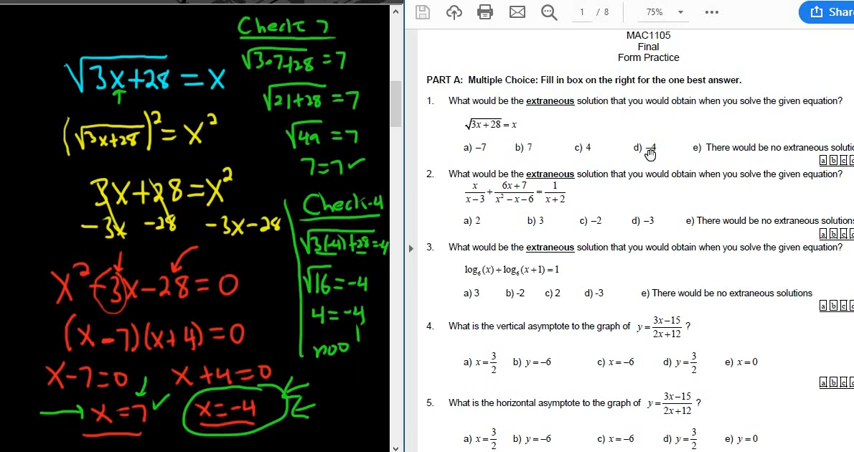 √3x+28 = x
(√3x+28)² = x²
3x+28 = x²
-3x -28 -3x-28
x² - 3x - 28 = 0
(x-7)(x+4)=0
x-7=0 x+4=0
x=7 ✓ x=-4
Check 7
√3·7+28 = 7
√21+28 = 7
√49 = 7
7=7 ✓
Check -4
√3(-4)+28 = -4
√16 = -4
4 = -4
noo
1 / 8
75%
Share
MAC1105
Final
Form Practice
PART A: Multiple Choice: Fill in box on the right for the one best answer.
1. What would be the extraneous solution that you would obtain when you solve the given equation?
√3x+28 = x
a) −7 b) 7 c) 4 d) −4 e) There would be no extraneous
a b c
2. What would be the extraneous solution that you would obtain when you solve the given equation?
x/(x−3) + (6x+7)/(x²−x−6) = 1/(x+2)
a) 2 b) 3 c) −2 d) −3 e) There would be no extraneous
a b c
3. What would be the extraneous solution that you would obtain when you solve the given equation?
log₆(x)+log₆(x+1)=1
a) 3 b) -2 c) 2 d) -3 e) There would be no extraneous solutions
a b c
4. What is the vertical asymptote to the graph of y = (3x−15)/(2x+12) ?
a) x = 3/2 b) y = −6 c) x = −6 d) y = 3/2 e) x = 0
a b c
5. What is the horizontal asymptote to the graph of y = (3x−15)/(2x+12) ?
a) x = 3/2 b) y = −6 c) x = −6 d) y = 3/2 e) y = 0